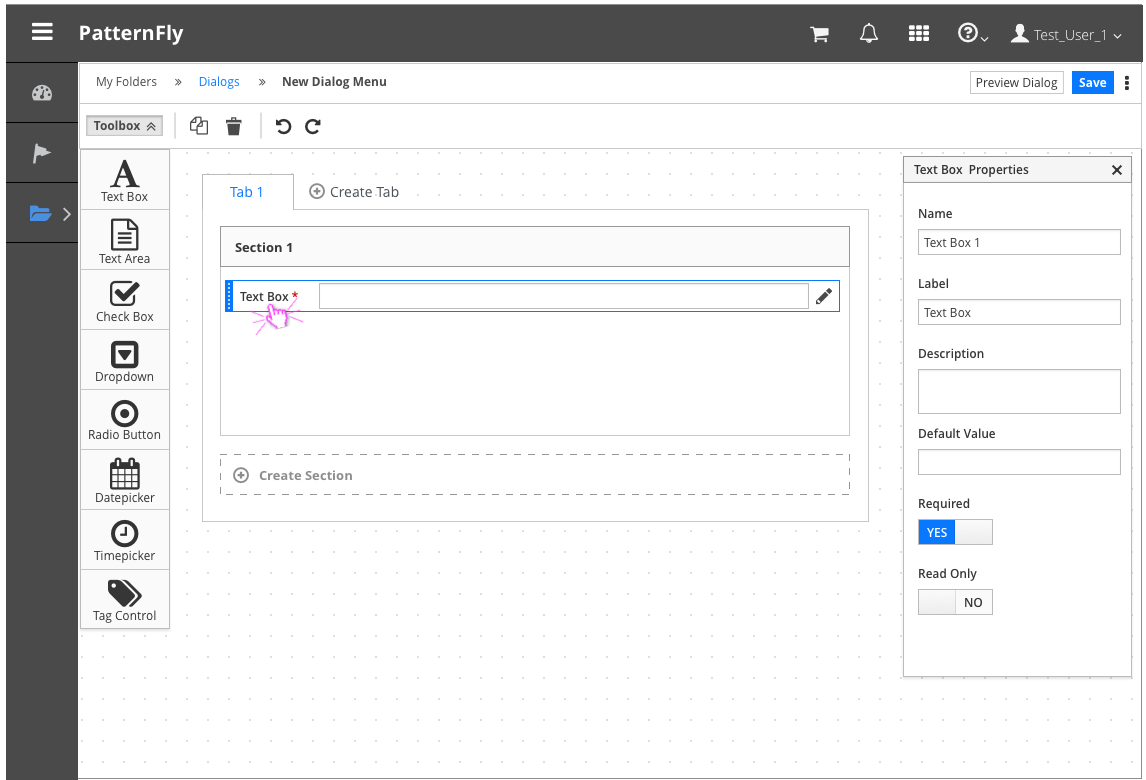 PatternFly
Test_User_1
My Folders » Dialogs » New Dialog Menu
Preview Dialog
Save
Toolbox
Text Box
Text Area
Check Box
Dropdown
Radio Button
Datepicker
Timepicker
Tag Control
Tab 1
Create Tab
Section 1
Text Box *
Create Section
Text Box Properties
Name
Text Box 1
Label
Text Box
Description
Default Value
Required
YES
Read Only
NO